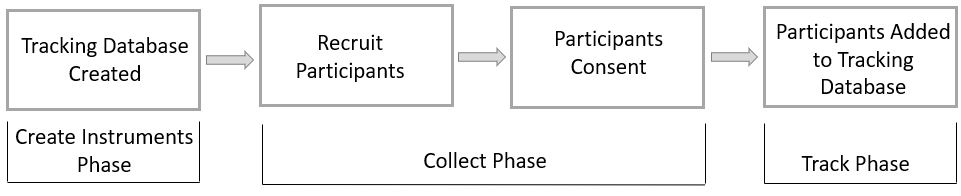 Tracking Database
Created
Recruit
Participants
Participants
Consent
Participants Added
to Tracking
Database
Create Instruments
Phase
Collect Phase
Track Phase